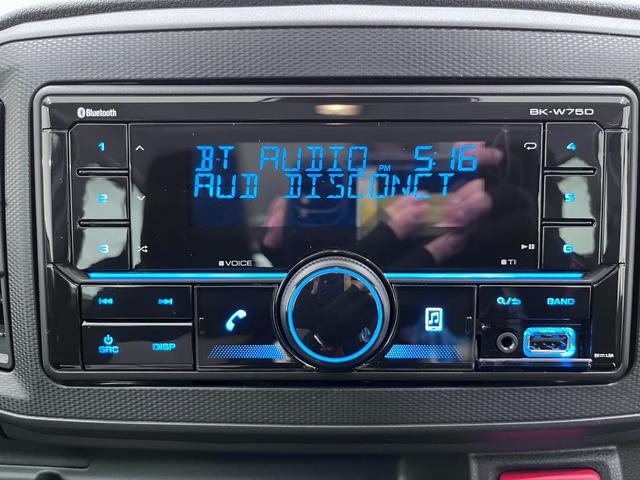 Bluetooth
BK-W75D
1
2
3
BT AUDIO PM 5:16
AUD DISCONCT
4
5
6
VOICE
TI
SRC
DISP
BAND